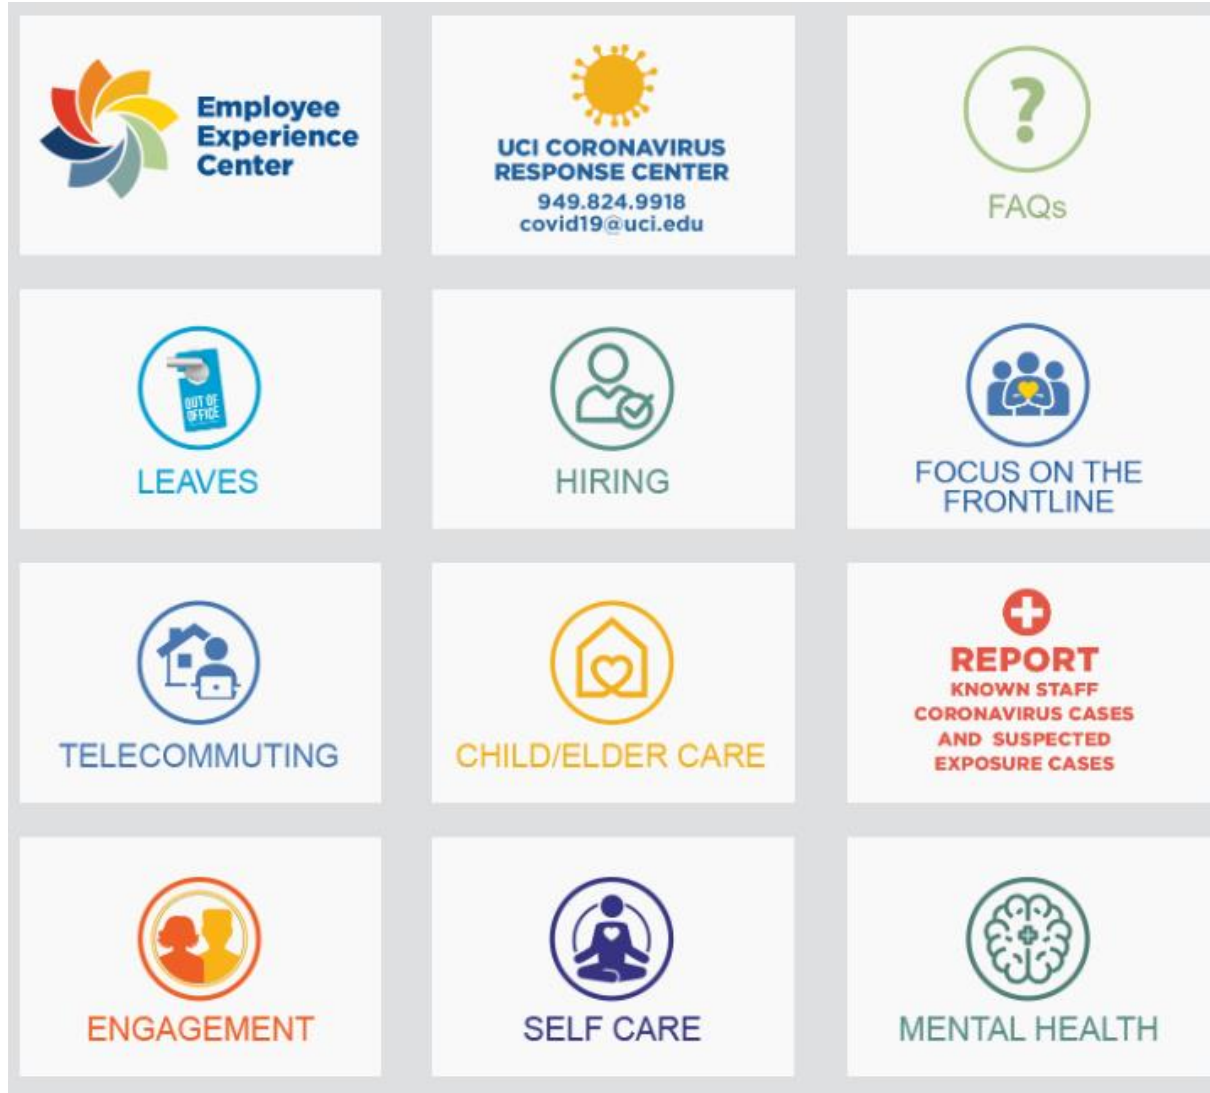 Employee
Experience
Center
UCI CORONAVIRUS
RESPONSE CENTER
949.824.9918
covid19@uci.edu
?
FAQs
OUT OF
OFFICE
LEAVES
HIRING
FOCUS ON THE
FRONTLINE
TELECOMMUTING
CHILD/ELDER CARE
REPORT
KNOWN STAFF
CORONAVIRUS CASES
AND SUSPECTED
EXPOSURE CASES
ENGAGEMENT
SELF CARE
MENTAL HEALTH